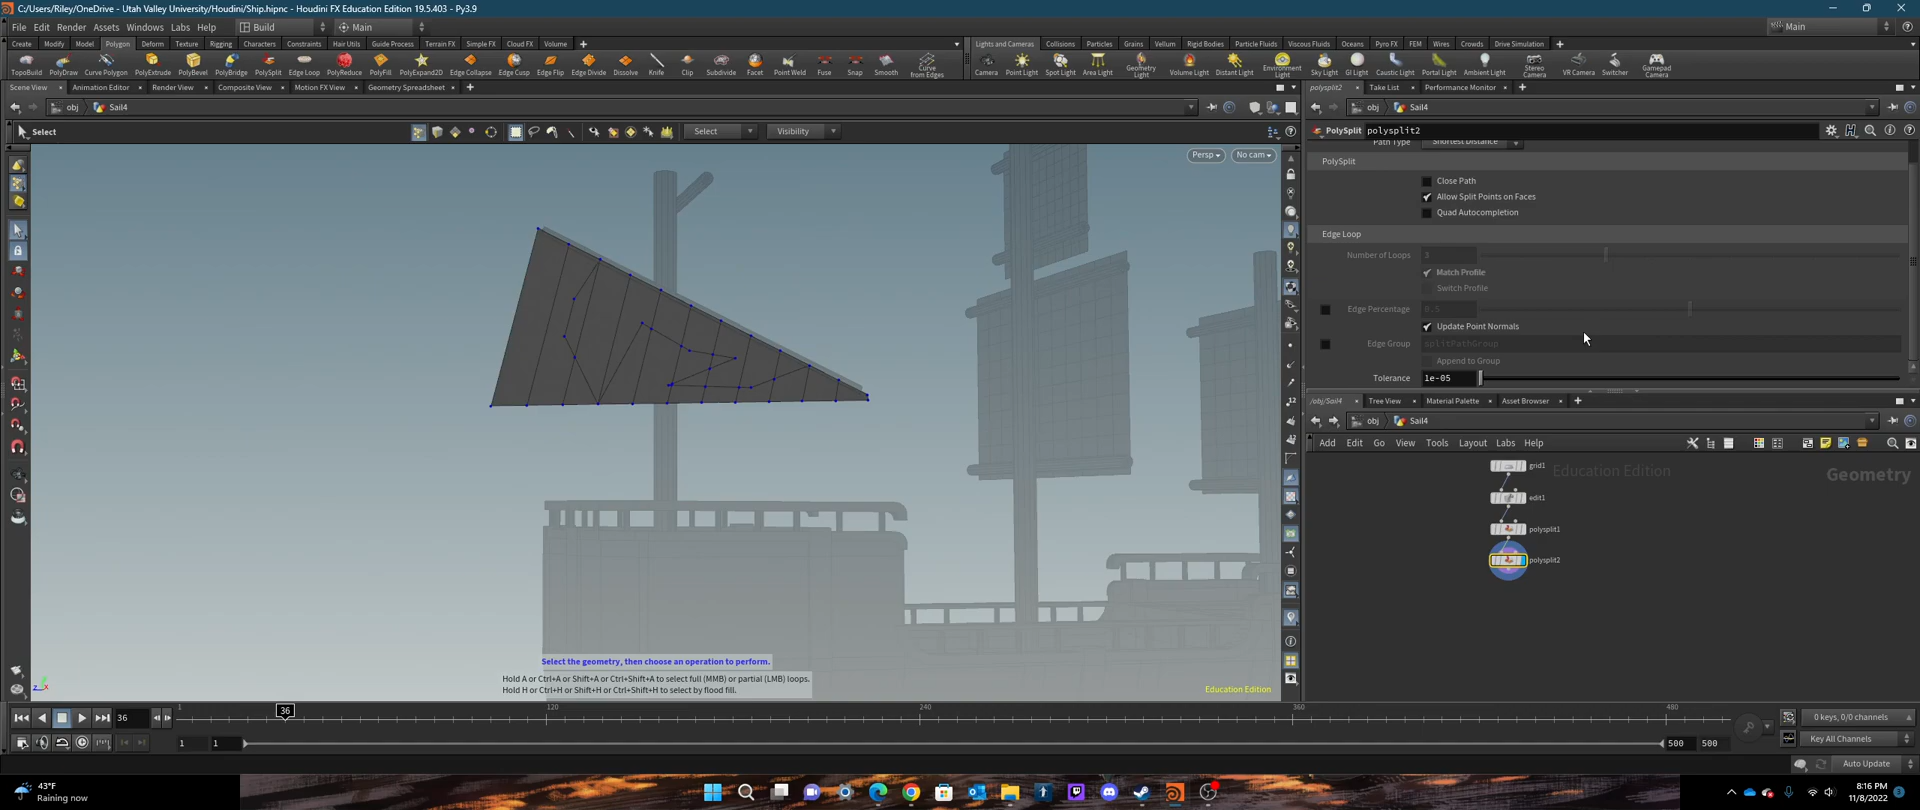 C:/Users/Riley/OneDrive - Utah Valley University/Houdini/Ship.hipnc - Houdini FX Education Edition 19.5.403 - Py3.9
File Edit Render Assets Windows Labs Help Build Main Main
Create Modify Model Polygon Deform Texture Rigging Characters Constraints Hair Utils Guide Process Terrain FX Simple FX Cloud FX Volume
Lights and Cameras Collisions Particles Grains Vellum Rigid Bodies Particle Fluids Viscous Fluids Oceans Pyro FX FEM Wires Crowds Drive Simulation
TopoBuild PolyDraw Curve Polygon PolyExtrude PolyBevel PolyBridge PolySplit Edge Loop PolyReduce PolyFill PolyExpand2D Edge Collapse Edge Cusp Edge Flip Edge Divide Dissolve Knife Clip Subdivide Facet Point Weld Fuse Snap Smooth Curve from Edges
Camera Point Light Spot Light Area Light Geometry Light Volume Light Distant Light Environment Light Sky Light GI Light Caustic Light Portal Light Ambient Light Stereo Camera VR Camera Switcher Gamepad Camera
Scene View Animation Editor Render View Composite View Motion FX View Geometry Spreadsheet
polysplit2 Take List Performance Monitor
obj Sail4
obj Sail4
Select Select Visibility
PolySplit polysplit2
Persp No cam
Path Type Shortest Distance
PolySplit
Close Path
Allow Split Points on Faces
Quad Autocompletion
Edge Loop
Number of Loops 3
Match Profile
Switch Profile
Edge Percentage 0.5
Update Point Normals
Edge Group splitPathGroup
Append to Group
Tolerance 1e-05
/obj/Sail4 Tree View Material Palette Asset Browser
obj Sail4
Add Edit Go View Tools Layout Labs Help
Education Edition Geometry
grid1
edit1
polysplit1
polysplit2
Select the geometry, then choose an operation to perform.
Hold A or Ctrl+A or Shift+A or Ctrl+Shift+A to select full (MMB) or partial (LMB) loops.
Hold H or Ctrl+H or Shift+H or Ctrl+Shift+H to select by flood fill.
Education Edition
36 1 36 120 240 360 480
0 keys, 0/0 channels
1 1 500 500
Key All Channels
Auto Update
43°F
Raining now
8:16 PM
11/8/2022